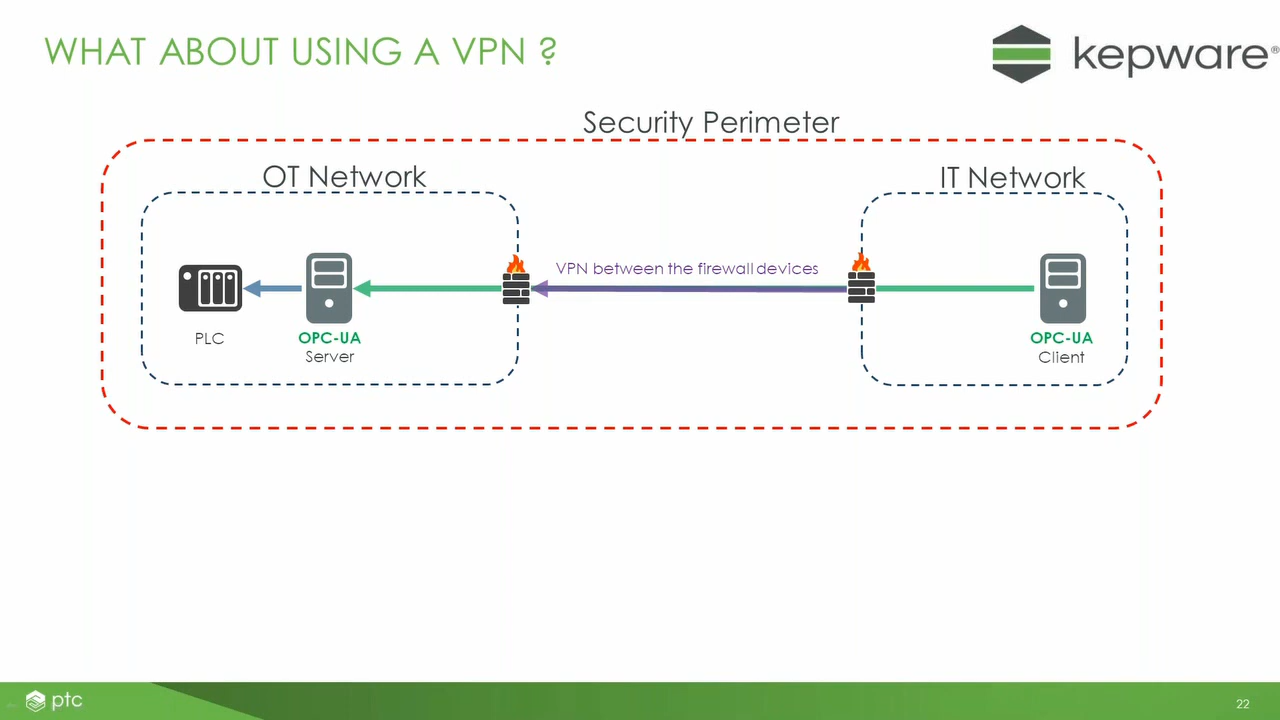 WHAT ABOUT USING A VPN ?
kepware®
Security Perimeter
OT Network
IT Network
VPN between the firewall devices
PLC
OPC-UA
Server
OPC-UA
Client
ptc
22